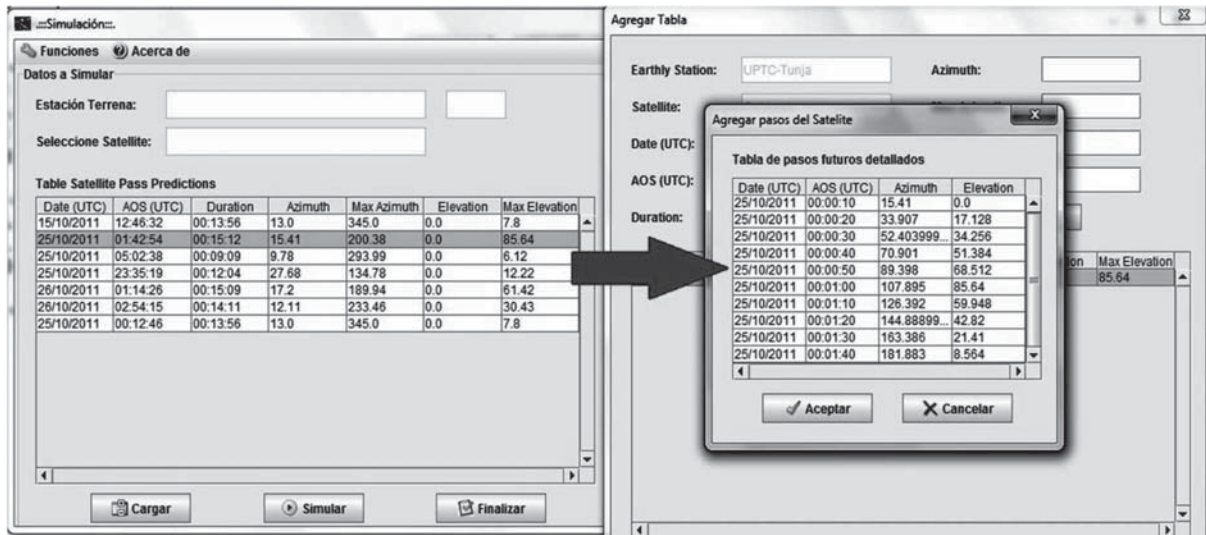 .:::Simulación:::.
Funciones Acerca de
Datos a Simular
Estación Terrena:
Seleccione Satellite:
Table Satellite Pass Predictions
Date (UTC) AOS (UTC) Duration Azimuth Max Azimuth Elevation Max Elevation
15/10/2011 12:46:32 00:13:56 13.0 345.0 0.0 7.8
25/10/2011 01:42:54 00:15:12 15.41 200.38 0.0 85.64
25/10/2011 05:02:38 00:09:09 9.78 293.99 0.0 6.12
25/10/2011 23:35:19 00:12:04 27.68 134.78 0.0 12.22
26/10/2011 01:14:26 00:15:09 17.2 189.94 0.0 61.42
26/10/2011 02:54:15 00:14:11 12.11 233.46 0.0 30.43
25/10/2011 00:12:46 00:13:56 13.0 345.0 0.0 7.8
Cargar Simular Finalizar
Agregar Tabla
Earthly Station: UPTC-Tunja Azimuth:
Satellite:
Date (UTC):
AOS (UTC):
Duration:
Max Elevation
85.64
Agregar pasos del Satelite
Tabla de pasos futuros detallados
Date (UTC) AOS (UTC) Azimuth Elevation
25/10/2011 00:00:10 15.41 0.0
25/10/2011 00:00:20 33.907 17.128
25/10/2011 00:00:30 52.403999... 34.256
25/10/2011 00:00:40 70.901 51.384
25/10/2011 00:00:50 89.398 68.512
25/10/2011 00:01:00 107.895 85.64
25/10/2011 00:01:10 126.392 59.948
25/10/2011 00:01:20 144.88899... 42.82
25/10/2011 00:01:30 163.386 21.41
25/10/2011 00:01:40 181.883 8.564
Aceptar Cancelar